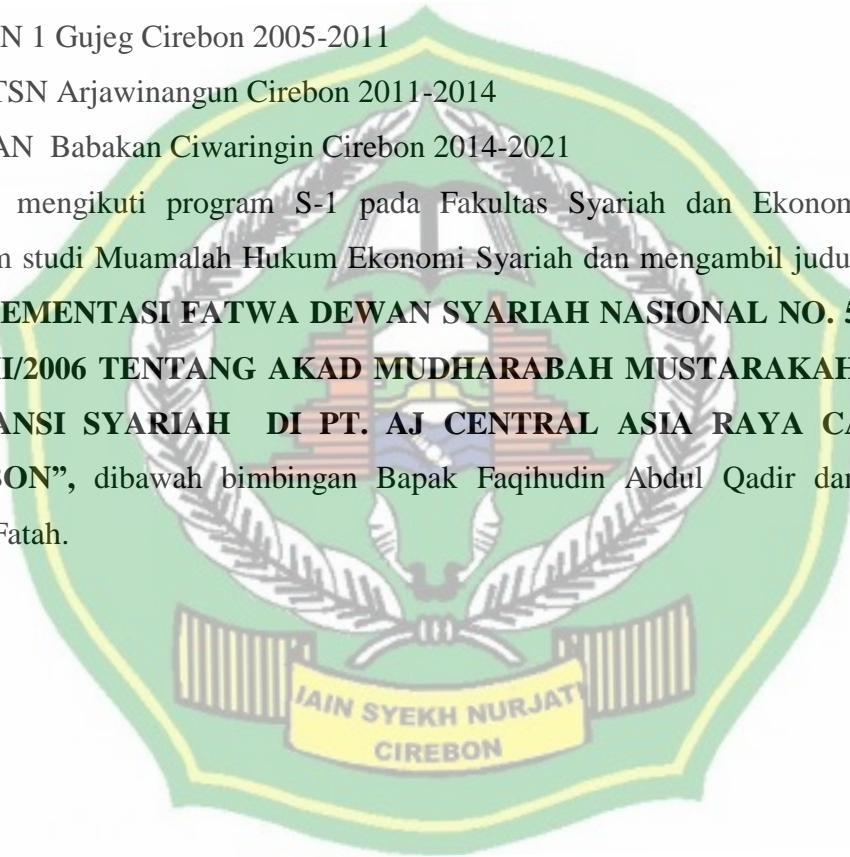 N 1 Gujeg Cirebon 2005-2011
TSN Arjawinangun Cirebon 2011-2014
AN Babakan Ciwaringin Cirebon 2014-2021
mengikuti program S-1 pada Fakultas Syariah dan Ekonom
n studi Muamalah Hukum Ekonomi Syariah dan mengambil judu
EMENTASI FATWA DEWAN SYARIAH NASIONAL NO. 5
II/2006 TENTANG AKAD MUDHARABAH MUSTARAKAH
ANSI SYARIAH DI PT. AJ CENTRAL ASIA RAYA CA
BON”, dibawah bimbingan Bapak Faqihudin Abdul Qadir dan
Fatah.
IAIN SYEKH NURJATI
CIREBON